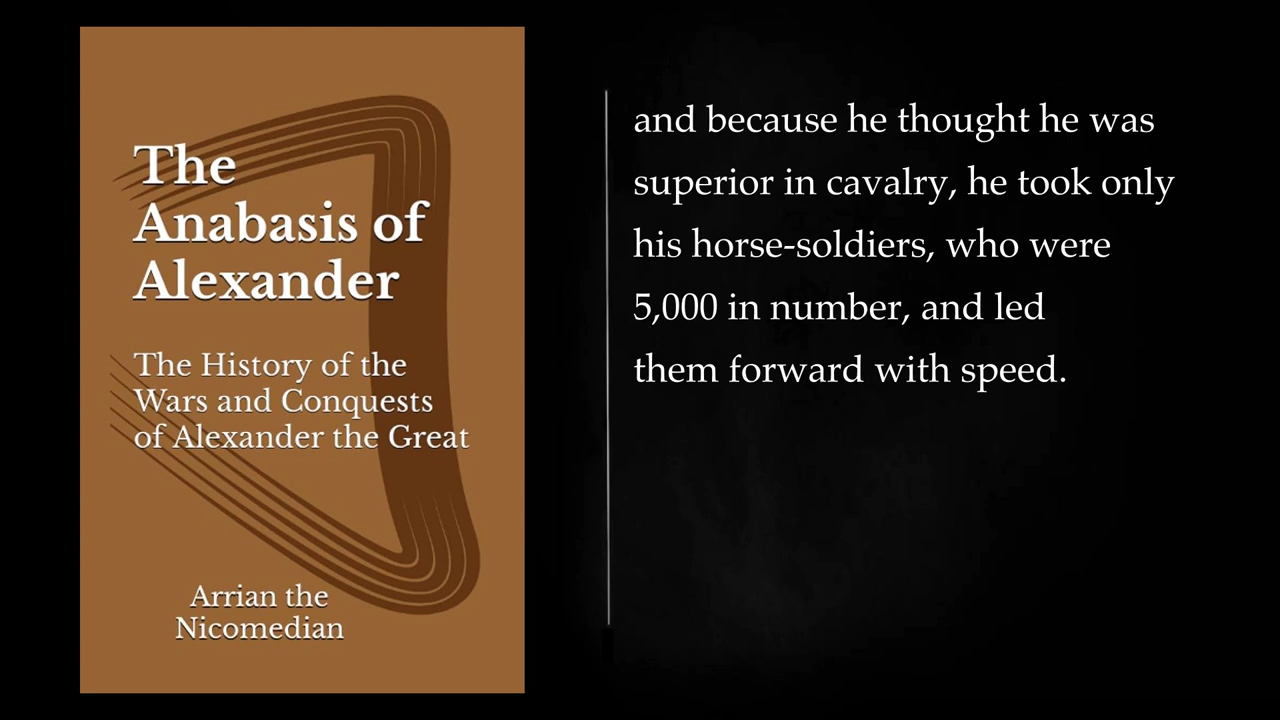 The
Anabasis of
Alexander
The History of the
Wars and Conquests
of Alexander the Great
Arrian the
Nicomedian
and because he thought he was
superior in cavalry, he took only
his horse-soldiers, who were
5,000 in number, and led
them forward with speed.